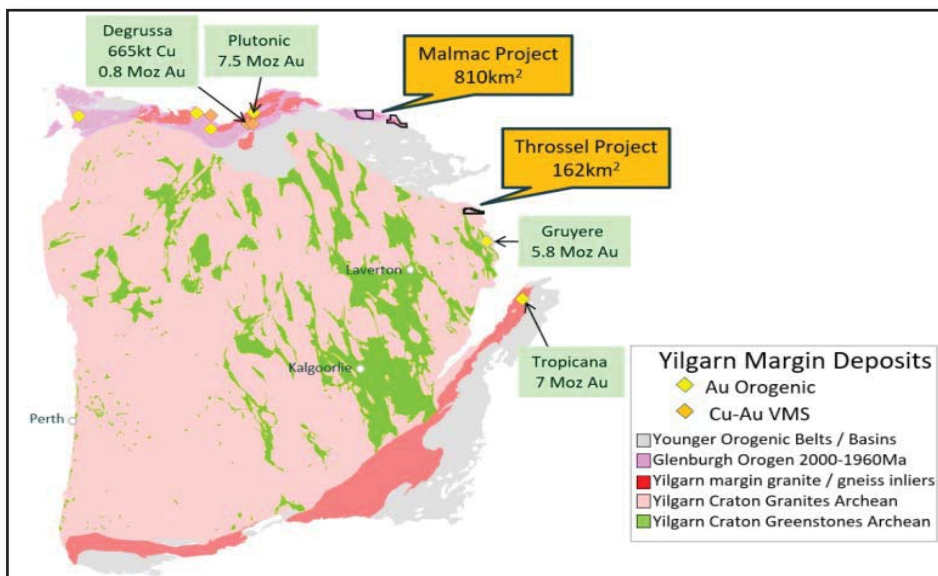 Degrussa
665kt Cu
0.8 Moz Au
Plutonic
7.5 Moz Au
Malmac Project
810km²
Throssel Project
162km²
Gruyere
5.8 Moz Au
Laverton
Tropicana
7 Moz Au
Kalgoorlie
Perth
Yilgarn Margin Deposits
Au Orogenic
Cu-Au VMS
Younger Orogenic Belts / Basins
Glenburgh Orogen 2000-1960Ma
Yilgarn margin granite / gneiss inliers
Yilgarn Craton Granites Archean
Yilgarn Craton Greenstones Archean